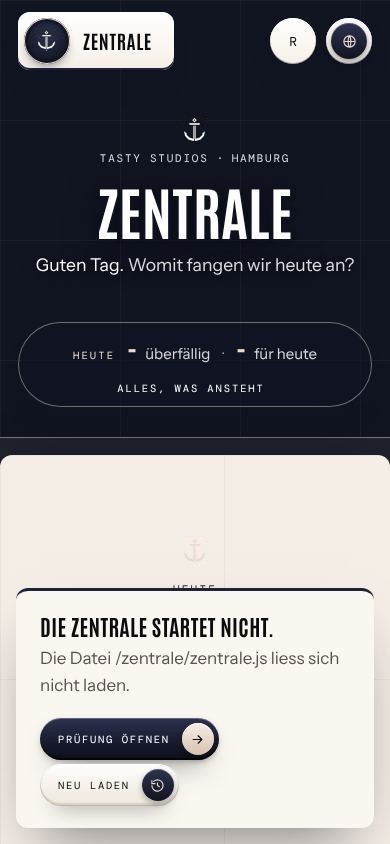 ZENTRALE
R
TASTY STUDIOS · HAMBURG
ZENTRALE
Guten Tag. Womit fangen wir heute an?
HEUTE - überfällig · - für heute
ALLES, WAS ANSTEHT
HEUTE
DIE ZENTRALE STARTET NICHT.
Die Datei /zentrale/zentrale.js liess sich
nicht laden.
PRÜFUNG ÖFFNEN
NEU LADEN